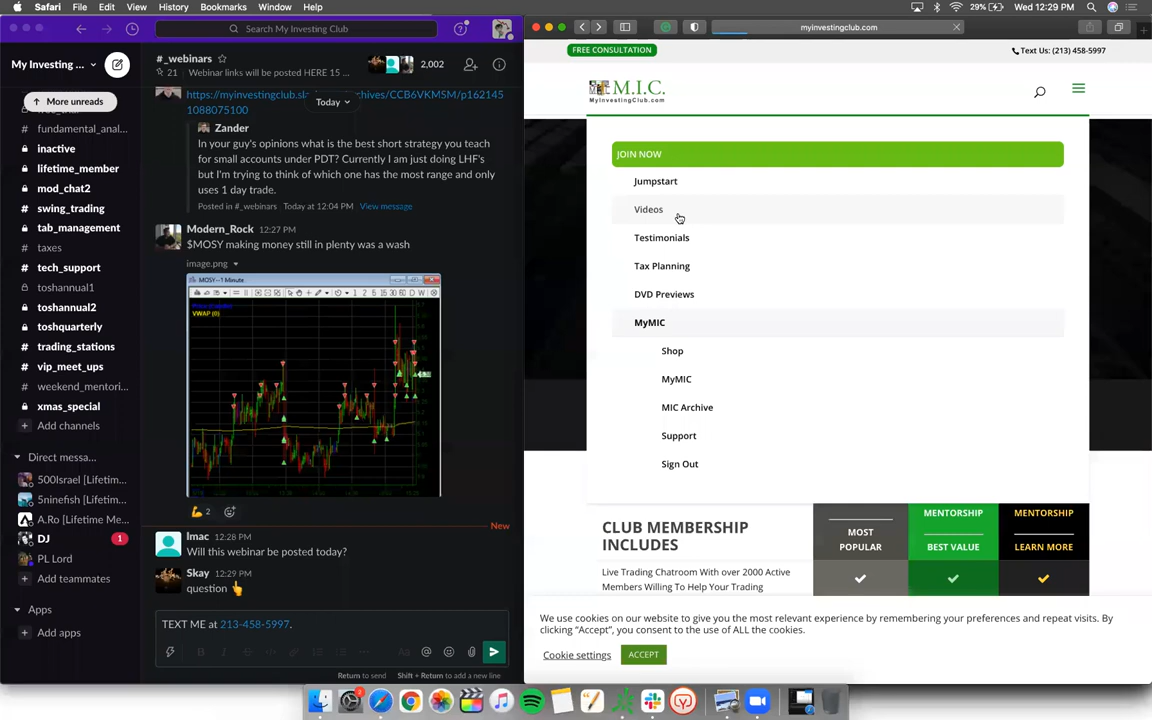 Safari File Edit View History Bookmarks Window Help
29% Wed 12:29 PM
Search My Investing Club
myinvestingclub.com
My Investing ...
More unreads
# fundamental_anal...
inactive
lifetime_member
mod_chat2
# swing_trading
tab_management
# taxes
tech_support
toshannual1
toshannual2
toshquarterly
trading_stations
vip_meet_ups
# weekend_mentori...
xmas_special
+ Add channels
Direct messa...
500Israel [Lifetim...
5ninefish [Lifetim...
A.Ro [Lifetime Me...
DJ 1
PL Lord
+ Add teammates
Apps
+ Add apps
#_webinars
21 Webinar links will be posted HERE 15 ...
2,002
Today
https://myinvestingclub.sla
chives/CCB6VKMSM/p162145
1088075100
Zander
In your guy's opinions what is the best short strategy you teach
for small accounts under PDT? Currently I am just doing LHF's
but I'm trying to think of which one has the most range and only
uses 1 day trade.
Posted in #_webinars Today at 12:04 PM View message
Modern_Rock 12:27 PM
$MOSY making money still in plenty was a wash
image.png
MOSY--1 Minute
VWAP (0)
2
New
lmac 12:28 PM
Will this webinar be posted today?
Skay 12:29 PM
question
TEXT ME at 213-458-5997.
Return to send Shift + Return to add a new line
FREE CONSULTATION
Text Us: (213) 458-5997
M.I.C.
MyInvestingClub.com
JOIN NOW
Jumpstart
Videos
Testimonials
Tax Planning
DVD Previews
MyMIC
Shop
MyMIC
MIC Archive
Support
Sign Out
CLUB MEMBERSHIP
INCLUDES
MOST
POPULAR
MENTORSHIP
BEST VALUE
MENTORSHIP
LEARN MORE
Live Trading Chatroom With over 2000 Active
Members Willing To Help Your Trading
We use cookies on our website to give you the most relevant experience by remembering your preferences and repeat visits. By
clicking “Accept”, you consent to the use of ALL the cookies.
Cookie settings ACCEPT